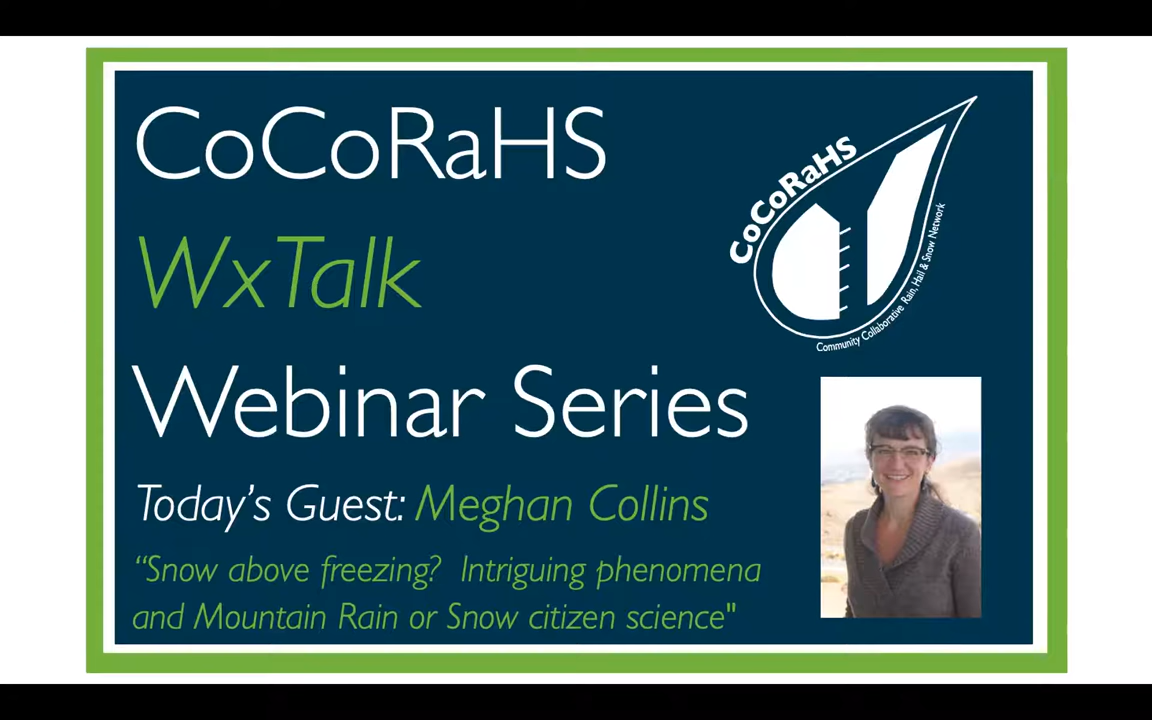 CoCoRaHS
WxTalk
Webinar Series
Today's Guest: Meghan Collins
“Snow above freezing?  Intriguing phenomena
and Mountain Rain or Snow citizen science"
CoCoRaHS
Community Collaborative Rain, Hail & Snow Network